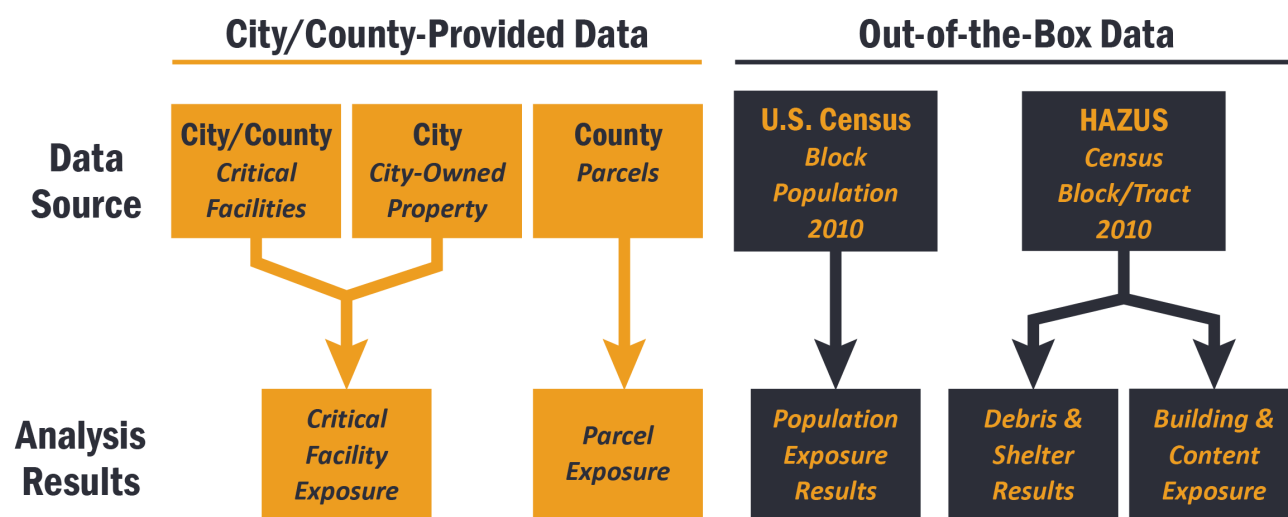 City/County-Provided Data
Out-of-the-Box Data
Data
Source
City/County
Critical
Facilities
City
City-Owned
Property
County
Parcels
U.S. Census
Block
Population
2010
HAZUS
Census
Block/Tract
2010
Analysis
Results
Critical
Facility
Exposure
Parcel
Exposure
Population
Exposure
Results
Debris &
Shelter
Results
Building &
Content
Exposure